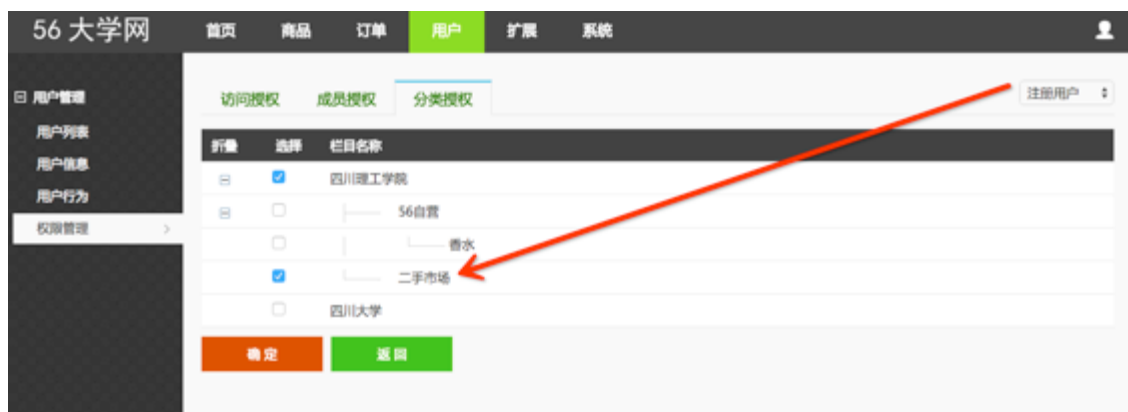 56大学网 首页 商品 订单 用户 扩展 系统
用户管理
用户列表
用户信息
用户行为
权限管理
访问授权 成员授权 分类授权 注册用户
折叠 选择 栏目名称
四川理工学院
56自营
香水
二手市场
四川大学
确定 返回